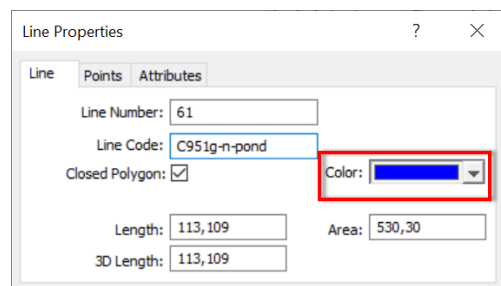 Line Properties ? ×
Line Points Attributes
Line Number: 61
Line Code: C951g-n-pond
Closed Polygon: Color:
Length: 113,109 Area: 530,30
3D Length: 113,109